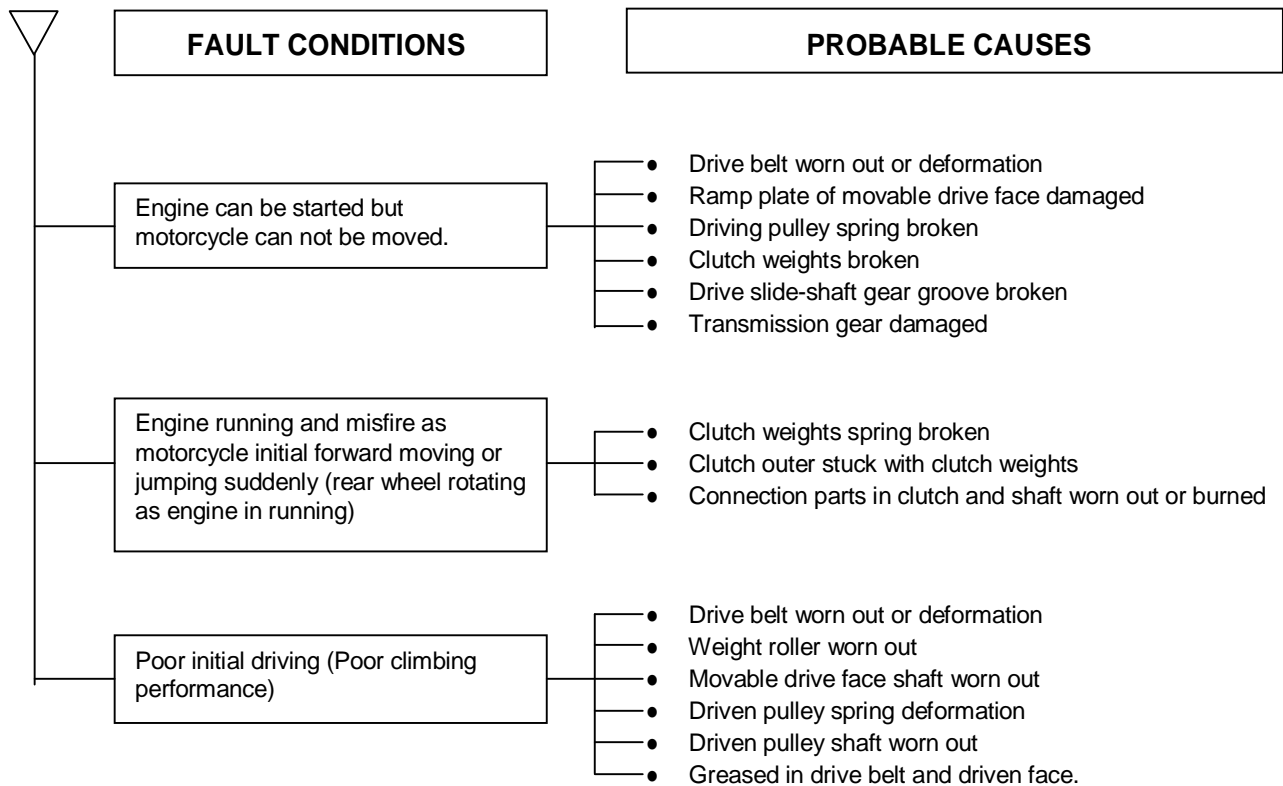 FAULT CONDITIONS
PROBABLE CAUSES
Engine can be started but
motorcycle can not be moved.
Drive belt worn out or deformation
Ramp plate of movable drive face damaged
Driving pulley spring broken
Clutch weights broken
Drive slide-shaft gear groove broken
Transmission gear damaged
Engine running and misfire as
motorcycle initial forward moving or
jumping suddenly (rear wheel rotating
as engine in running)
Clutch weights spring broken
Clutch outer stuck with clutch weights
Connection parts in clutch and shaft worn out or burned
Poor initial driving (Poor climbing
performance)
Drive belt worn out or deformation
Weight roller worn out
Movable drive face shaft worn out
Driven pulley spring deformation
Driven pulley shaft worn out
Greased in drive belt and driven face.